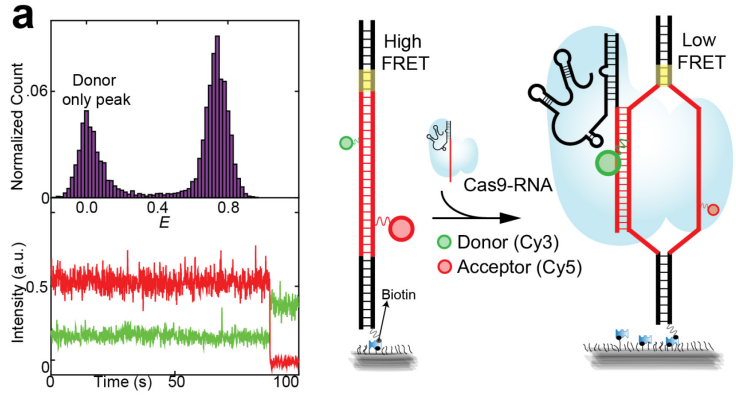 a
Normalized Count
.06
0
Donor
only peak
0.0
0.4
0.8
E
Intensity (a.u.)
0.5
0
0
Time (s)
50
100
High
FRET
Biotin
Cas9-RNA
Donor (Cy3)
Acceptor (Cy5)
Low
FRET